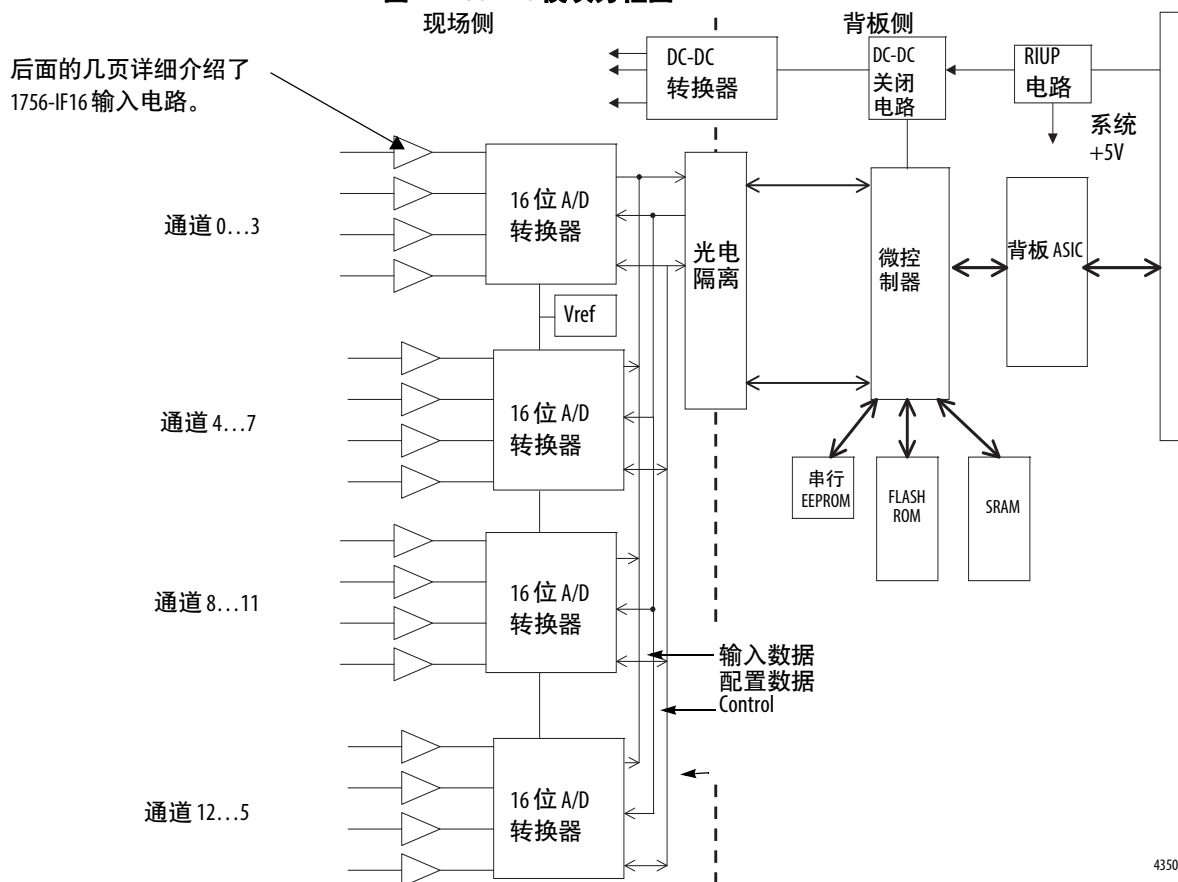 现场侧
背板侧
后面的几页详细介绍了
1756-IF16 输入电路。
DC-DC
转换器
DC-DC
关闭
电路
RIUP
电路
系统
+5V
通道 0…3
16 位 A/D
转换器
光电
隔离
微控
制器
背板 ASIC
Vref
通道 4…7
16 位 A/D
转换器
串行
EEPROM
FLASH
ROM
SRAM
通道 8…11
16 位 A/D
转换器
输入数据
配置数据
Control
通道 12…5
16 位 A/D
转换器
4350